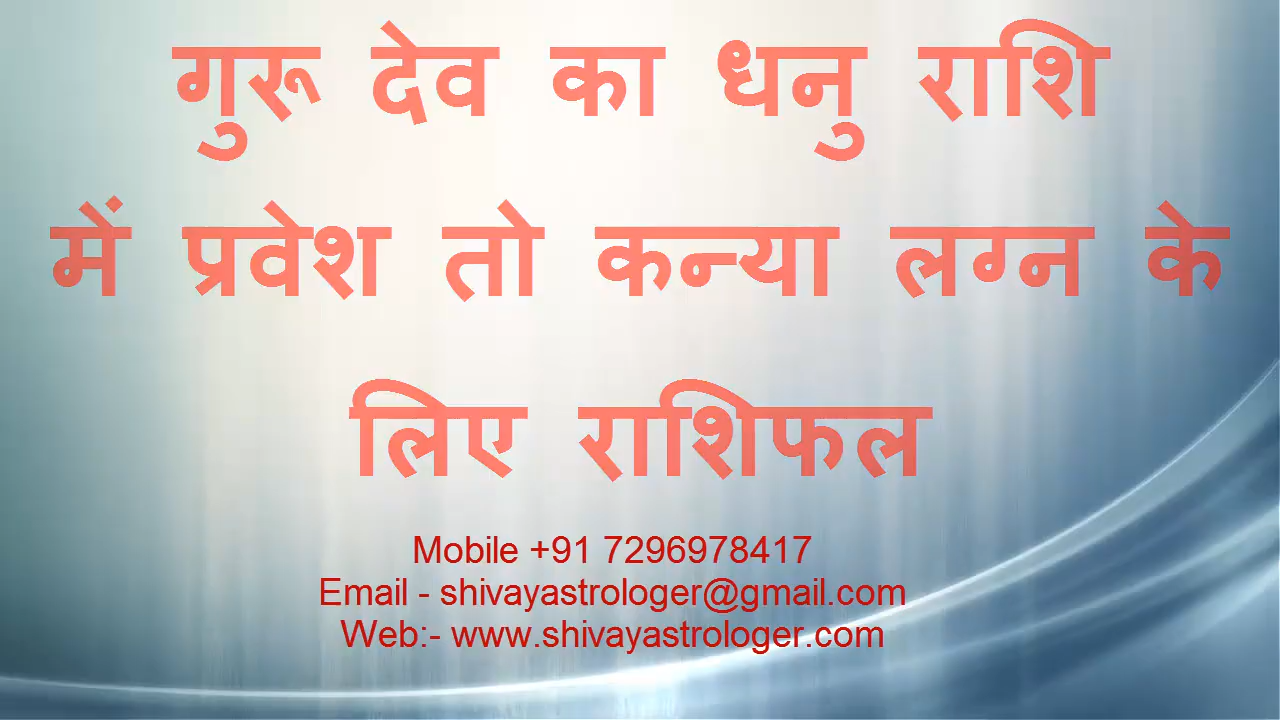 गुरू देव का धनु राशि
में प्रवेश तो कन्या लग्न के
लिए राशिफल
Mobile +91 7296978417
Email - shivayastrologer@gmail.com
Web:- www.shivayastrologer.com